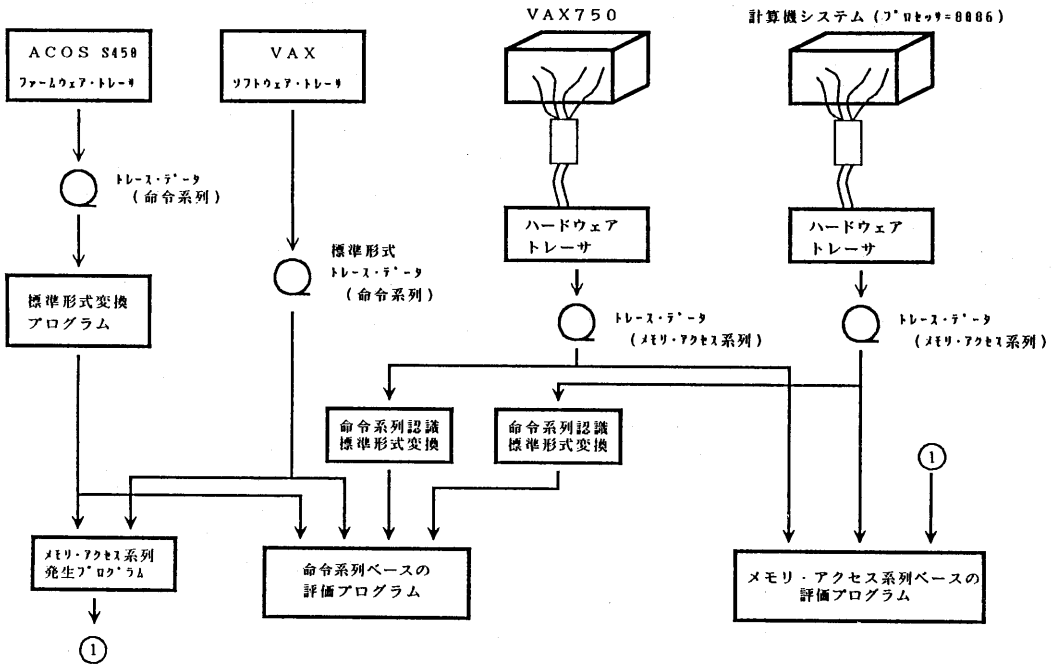 ACOS S450
ﾌｧｰﾑｳｪｱ･ﾄﾚｰｻ
VAX
ｿﾌﾄｳｪｱ･ﾄﾚｰｻ
VAX750
計算機システム (ﾌﾟﾛｾｯｻ=8086)
ﾄﾚｰｽ･ﾃﾞｰﾀ
(命令系列)
標準形式
ﾄﾚｰｽ･ﾃﾞｰﾀ
(命令系列)
ハードウェア
トレーサ
ハードウェア
トレーサ
標準形式変換
プログラム
ﾄﾚｰｽ･ﾃﾞｰﾀ
(ﾒﾓﾘ･ｱｸｾｽ系列)
ﾄﾚｰｽ･ﾃﾞｰﾀ
(ﾒﾓﾘ･ｱｸｾｽ系列)
命令系列認識
標準形式変換
命令系列認識
標準形式変換
①
ﾒﾓﾘ･ｱｸｾｽ系列
発生ﾌﾟﾛｸﾞﾗﾑ
命令系列ベースの
評価プログラム
メモリ・アクセス系列ベースの
評価プログラム
①